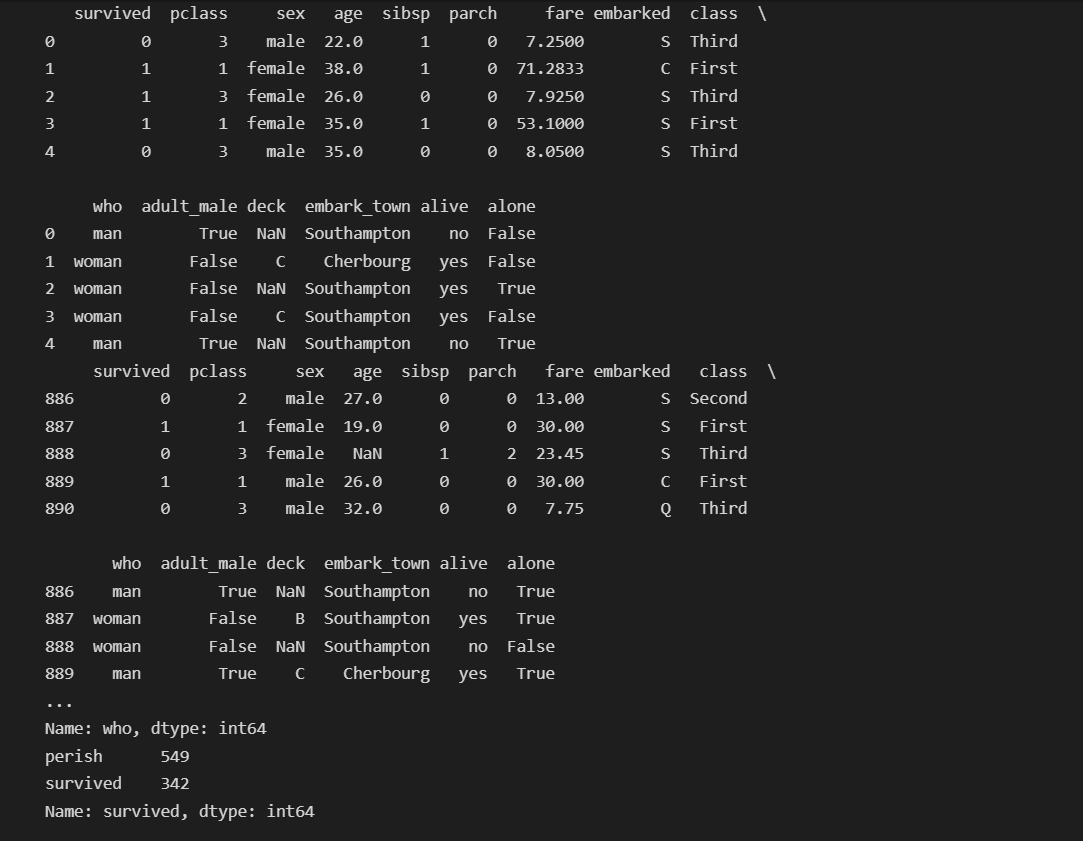 survived  pclass     sex   age  sibsp  parch     fare embarked  class  \
0         0       3    male  22.0      1      0   7.2500        S  Third
1         1       1  female  38.0      1      0  71.2833        C  First
2         1       3  female  26.0      0      0   7.9250        S  Third
3         1       1  female  35.0      1      0  53.1000        S  First
4         0       3    male  35.0      0      0   8.0500        S  Third

     who  adult_male deck  embark_town alive  alone
0    man        True  NaN  Southampton    no  False
1  woman       False    C    Cherbourg   yes  False
2  woman       False  NaN  Southampton   yes   True
3  woman       False    C  Southampton   yes  False
4    man        True  NaN  Southampton    no   True
     survived  pclass     sex   age  sibsp  parch   fare embarked   class  \
886         0       2    male  27.0      0      0  13.00        S  Second
887         1       1  female  19.0      0      0  30.00        S   First
888         0       3  female   NaN      1      2  23.45        S   Third
889         1       1    male  26.0      0      0  30.00        C   First
890         0       3    male  32.0      0      0   7.75        Q   Third

       who  adult_male deck  embark_town alive  alone
886    man        True  NaN  Southampton    no   True
887  woman       False    B  Southampton   yes   True
888  woman       False  NaN  Southampton    no  False
889    man        True    C    Cherbourg   yes   True
...
Name: who, dtype: int64
perish      549
survived    342
Name: survived, dtype: int64